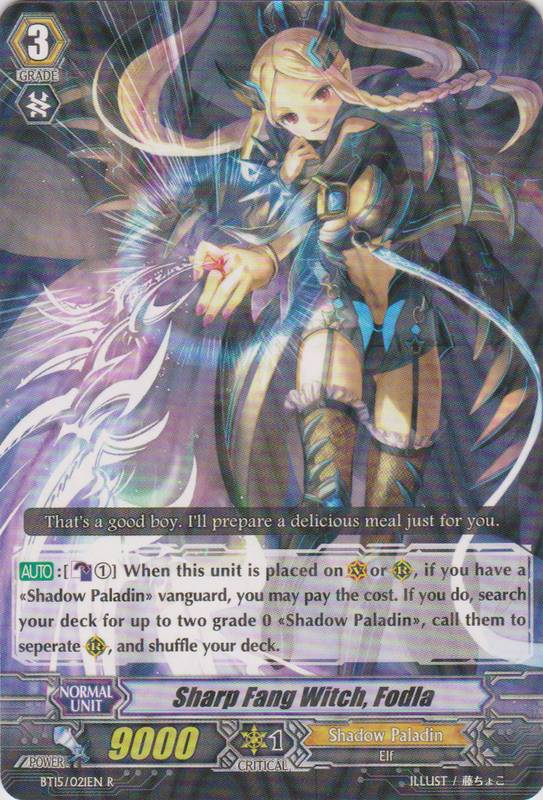 3
GRADE
That's a good boy. I'll prepare a delicious meal just for you.
AUTO:[①] When this unit is placed on V or R, if you have a
«Shadow Paladin» vanguard, you may pay the cost. If you do, search
your deck for up to two grade 0 «Shadow Paladin», call them to
seperate R, and shuffle your deck.
NORMAL
UNIT
Sharp Fang Witch, Fodla
POWER
9000
1
CRITICAL
Shadow Paladin
Elf
BT15/021EN R
ILLUST / 藤ちょこ